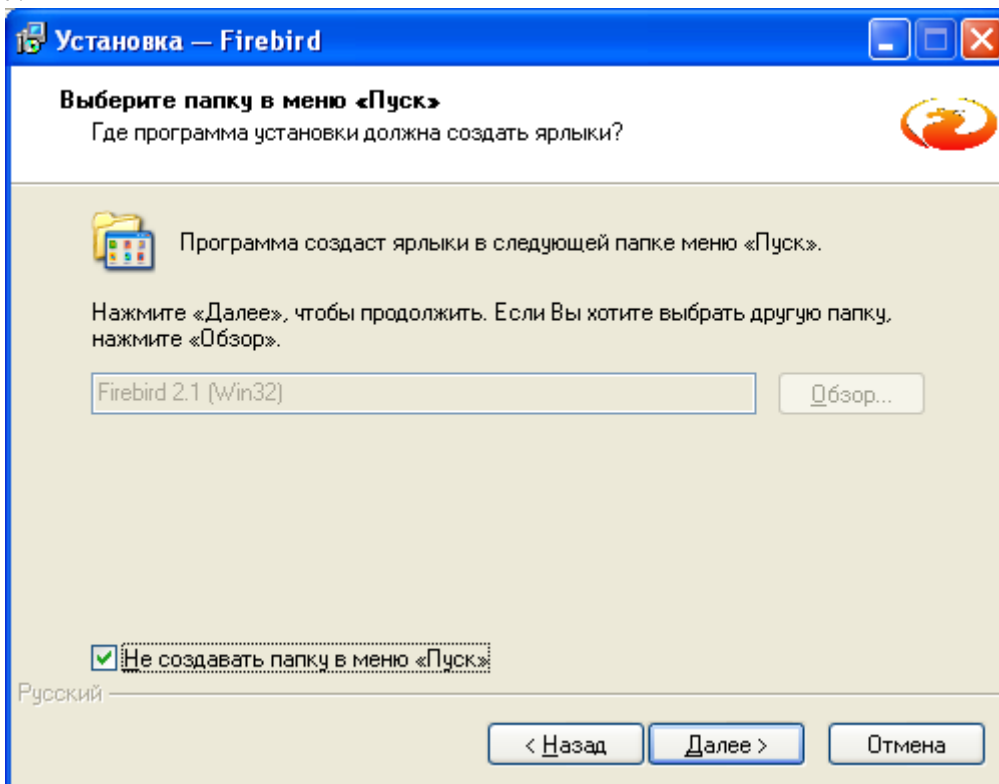 Установка — Firebird
Выберите папку в меню «Пуск»
Где программа установки должна создать ярлыки?
Программа создаст ярлыки в следующей папке меню «Пуск».
Нажмите «Далее», чтобы продолжить. Если Вы хотите выбрать другую папку,
нажмите «Обзор».
Firebird 2.1 (Win32)
Обзор...
Не создавать папку в меню «Пуск»
Русский
< Назад
Далее >
Отмена